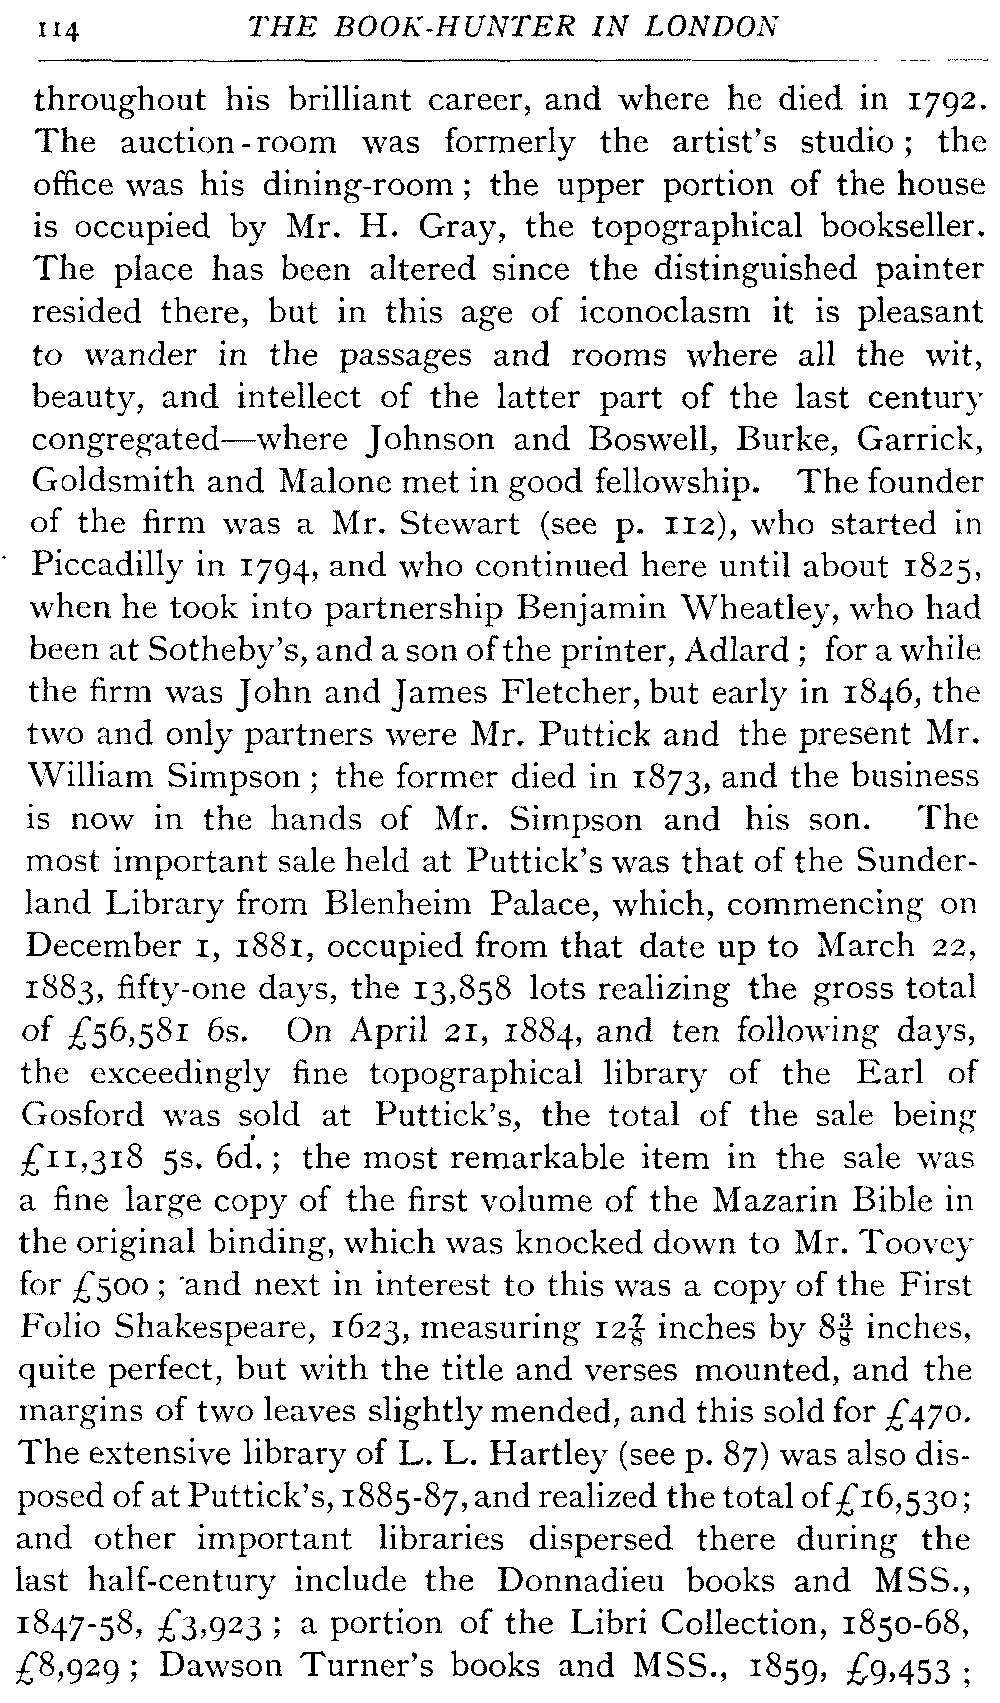 114 THE BOOK-HUNTER IN LONDON
throughout his brilliant career, and where he died in 1792.
The auction-room was formerly the artist's studio; the
office was his dining-room; the upper portion of the house
is occupied by Mr. H. Gray, the topographical bookseller.
The place has been altered since the distinguished painter
resided there, but in this age of iconoclasm it is pleasant
to wander in the passages and rooms where all the wit,
beauty, and intellect of the latter part of the last century
congregated—where Johnson and Boswell, Burke, Garrick,
Goldsmith and Malone met in good fellowship. The founder
of the firm was a Mr. Stewart (see p. 112), who started in
Piccadilly in 1794, and who continued here until about 1825,
when he took into partnership Benjamin Wheatley, who had
been at Sotheby's, and a son of the printer, Adlard; for a while
the firm was John and James Fletcher, but early in 1846, the
two and only partners were Mr. Puttick and the present Mr.
William Simpson; the former died in 1873, and the business
is now in the hands of Mr. Simpson and his son. The
most important sale held at Puttick's was that of the Sunder-
land Library from Blenheim Palace, which, commencing on
December 1, 1881, occupied from that date up to March 22,
1883, fifty-one days, the 13,858 lots realizing the gross total
of £56,581 6s. On April 21, 1884, and ten following days,
the exceedingly fine topographical library of the Earl of
Gosford was sold at Puttick's, the total of the sale being
£11,318 5s. 6d.; the most remarkable item in the sale was
a fine large copy of the first volume of the Mazarin Bible in
the original binding, which was knocked down to Mr. Toovey
for £500; and next in interest to this was a copy of the First
Folio Shakespeare, 1623, measuring 12⅞ inches by 8⅜ inches,
quite perfect, but with the title and verses mounted, and the
margins of two leaves slightly mended, and this sold for £470.
The extensive library of L. L. Hartley (see p. 87) was also dis-
posed of at Puttick's, 1885-87, and realized the total of £16,530;
and other important libraries dispersed there during the
last half-century include the Donnadieu books and MSS.,
1847-58, £3,923; a portion of the Libri Collection, 1850-68,
£8,929; Dawson Turner's books and MSS., 1859, £9,453;